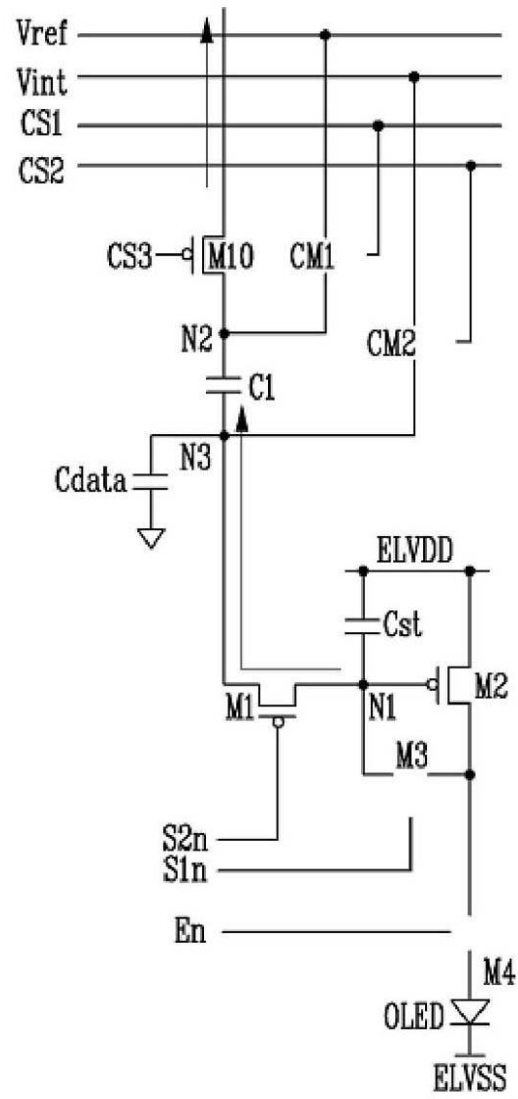 Vref
Vint
CS1
CS2
CS3 M10 CM1
N2 CM2
C1
N3
Cdata
ELVDD
Cst
M1 N1 M2
M3
S2n
S1n
En
M4
OLED
ELVSS